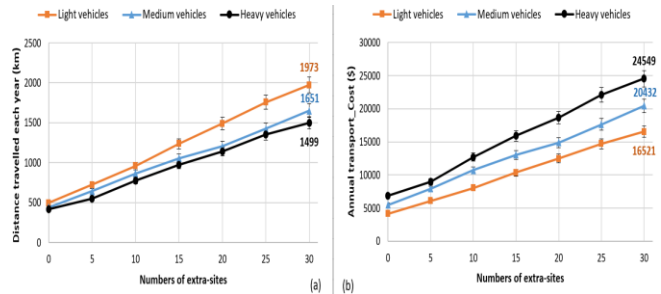 Light vehicles Medium vehicles Heavy vehicles
2500
2000
1500
1000
500
0
Distance travelled each year (km)
1973
1651
1499
0 5 10 15 20 25 30
Numbers of extra-sites
(a)
Light vehicles Medium vehicles Heavy vehicles
30000
25000
20000
15000
10000
5000
0
Annual transport_Cost ($)
24549
20432
16521
0 5 10 15 20 25 30
(b)
Numbers of extra-sites